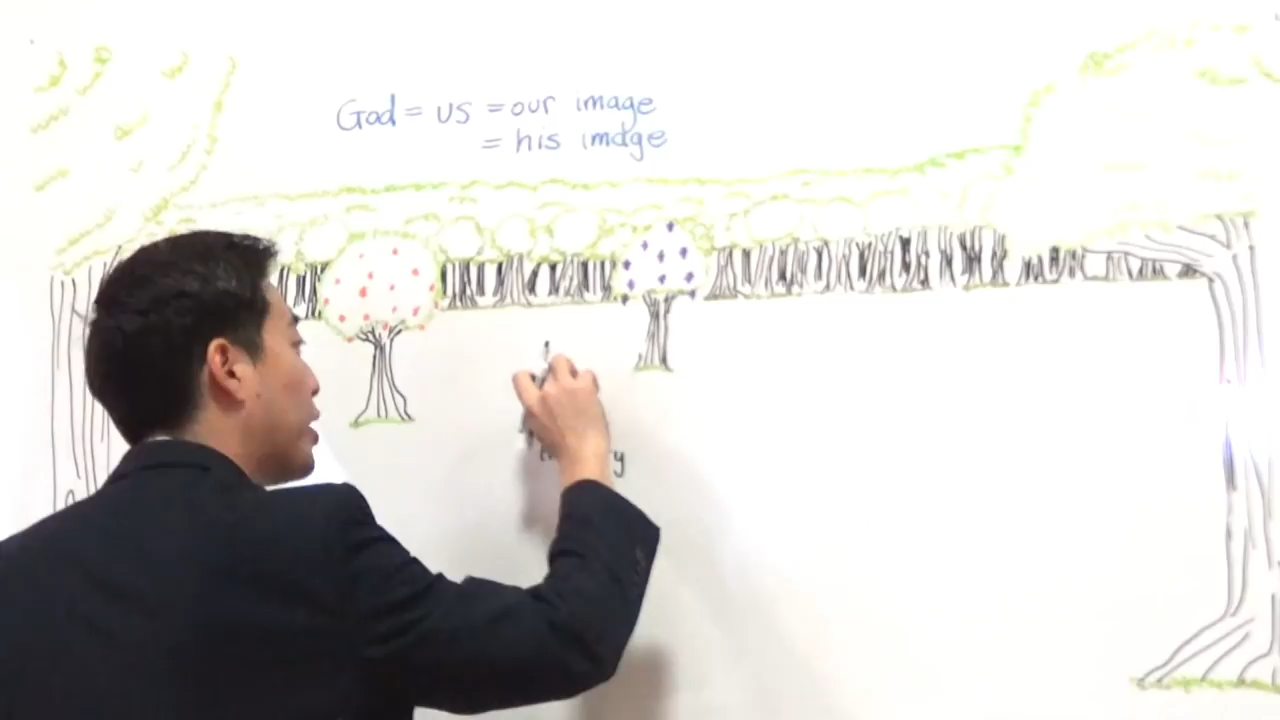 God = us = our image
= his image